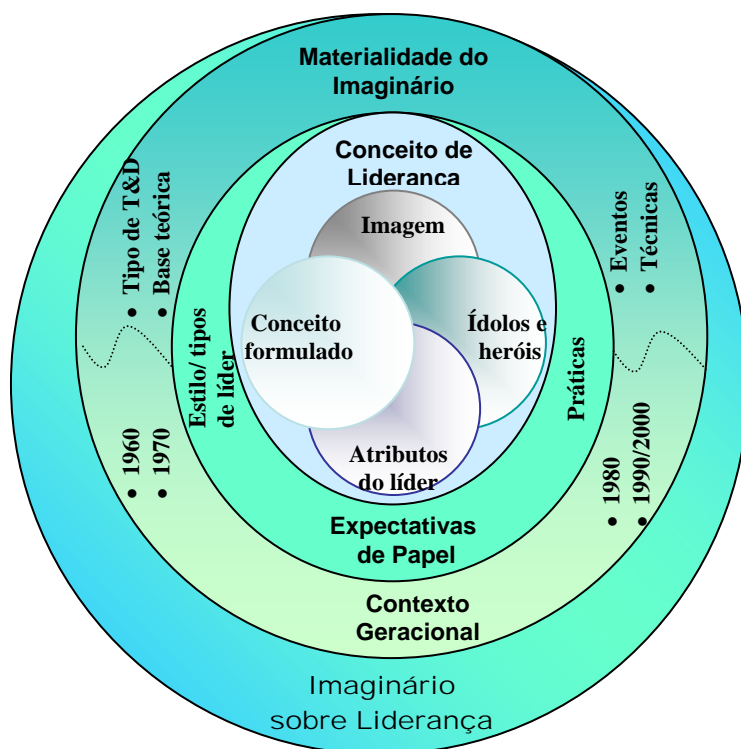 Materialidade do
Imaginário
Conceito de
Liderança
Imagem
• Tipo de T&D
• Base teórica
• Eventos
• Técnicas
Conceito
formulado
Ídolos e
heróis
Estilo/ tipos
de líder
Práticas
Atributos
do líder
• 1960
• 1970
• 1980
• 1990/2000
Expectativas
de Papel
Contexto
Geracional
Imaginário
sobre Liderança